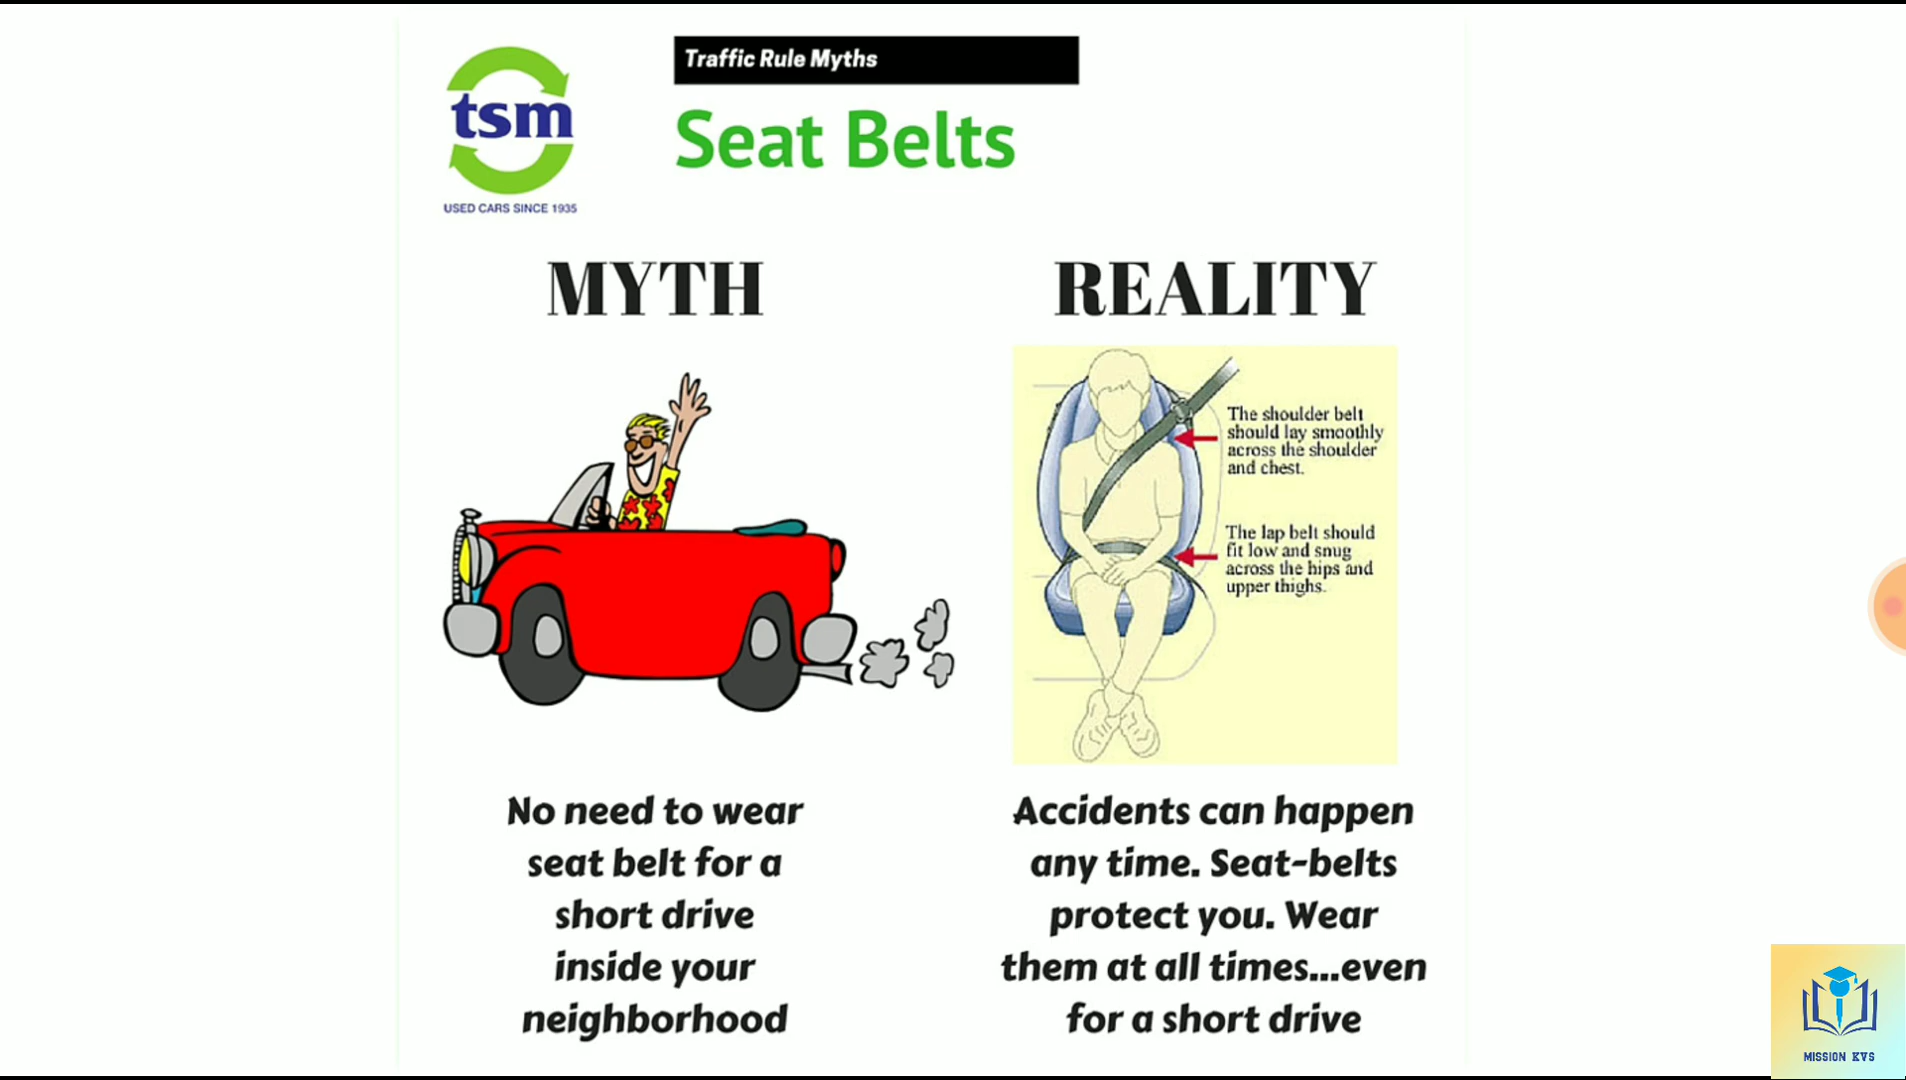 Traffic Rule Myths
tsm
USED CARS SINCE 1935
Seat Belts
MYTH
REALITY
The shoulder belt
should lay smoothly
across the shoulder
and chest.
The lap belt should
fit low and snug
across the hips and
upper thighs.
No need to wear
seat belt for a
short drive
inside your
neighborhood
Accidents can happen
any time. Seat-belts
protect you. Wear
them at all times...even
for a short drive
MISSION KVS